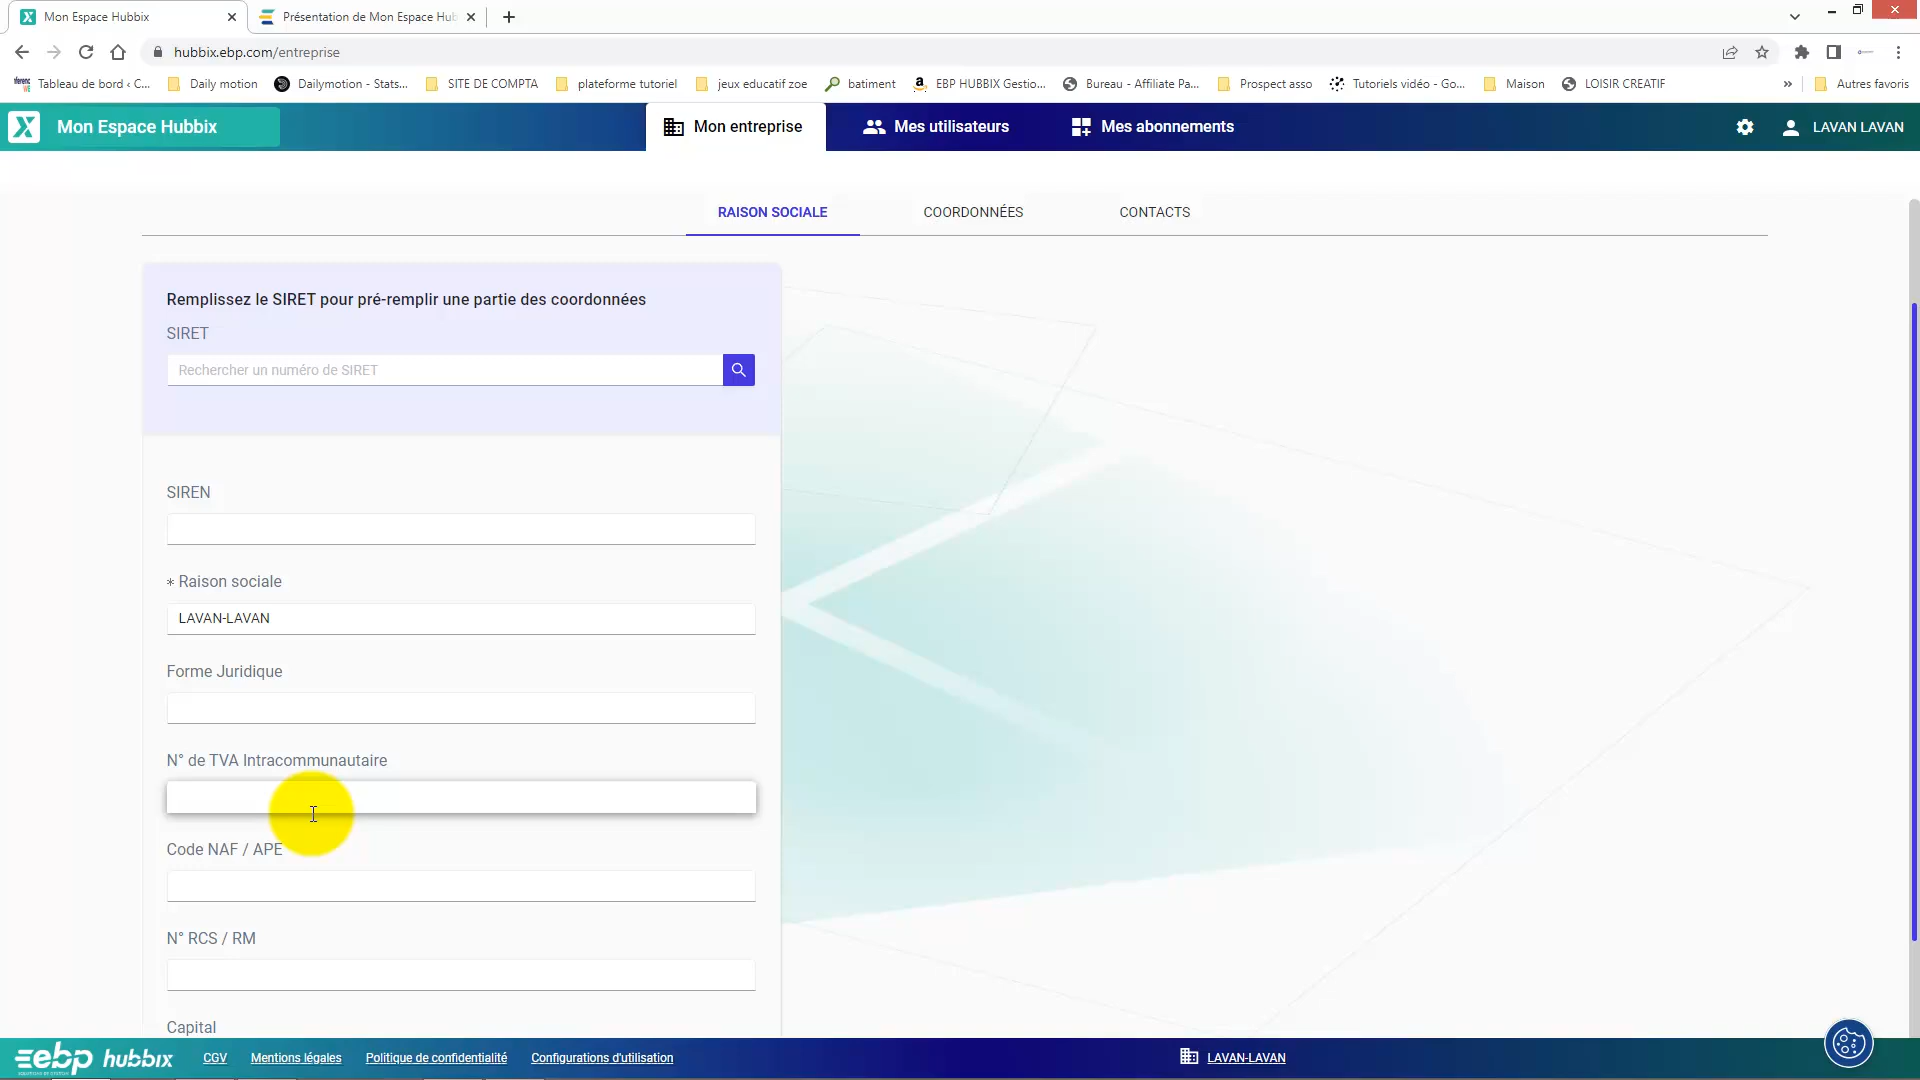 Mon Espace Hubbix
Présentation de Mon Espace Hub
hubbix.ebp.com/entreprise
Tableau de bord ‹ C...
Daily motion
Dailymotion - Stats...
SITE DE COMPTA
plateforme tutoriel
jeux educatif zoe
batiment
EBP HUBBIX Gestio...
Bureau - Affiliate Pa...
Prospect asso
Tutoriels vidéo - Go...
Maison
LOISIR CREATIF
»
Autres favoris
Mon Espace Hubbix
Mon entreprise
Mes utilisateurs
Mes abonnements
LAVAN LAVAN
RAISON SOCIALE
COORDONNÉES
CONTACTS
Remplissez le SIRET pour pré-remplir une partie des coordonnées
SIRET
Rechercher un numéro de SIRET
SIREN
* Raison sociale
LAVAN-LAVAN
Forme Juridique
N° de TVA Intracommunautaire
Code NAF / APE
N° RCS / RM
Capital
ebp hubbix
CGV
Mentions légales
Politique de confidentialité
Configurations d'utilisation
LAVAN-LAVAN